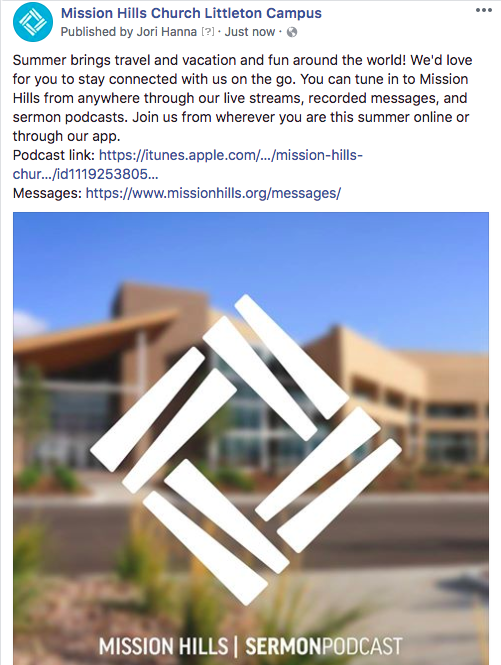 Mission Hills Church Littleton Campus
Published by Jori Hanna [?] · Just now ·
Summer brings travel and vacation and fun around the world! We'd love
for you to stay connected with us on the go. You can tune in to Mission
Hills from anywhere through our live streams, recorded messages, and
sermon podcasts. Join us from wherever you are this summer online or
through our app.
Podcast link: https://itunes.apple.com/.../mission-hills-
chur.../id1119253805...
Messages: https://www.missionhills.org/messages/
MISSION HILLS | SERMONPODCAST